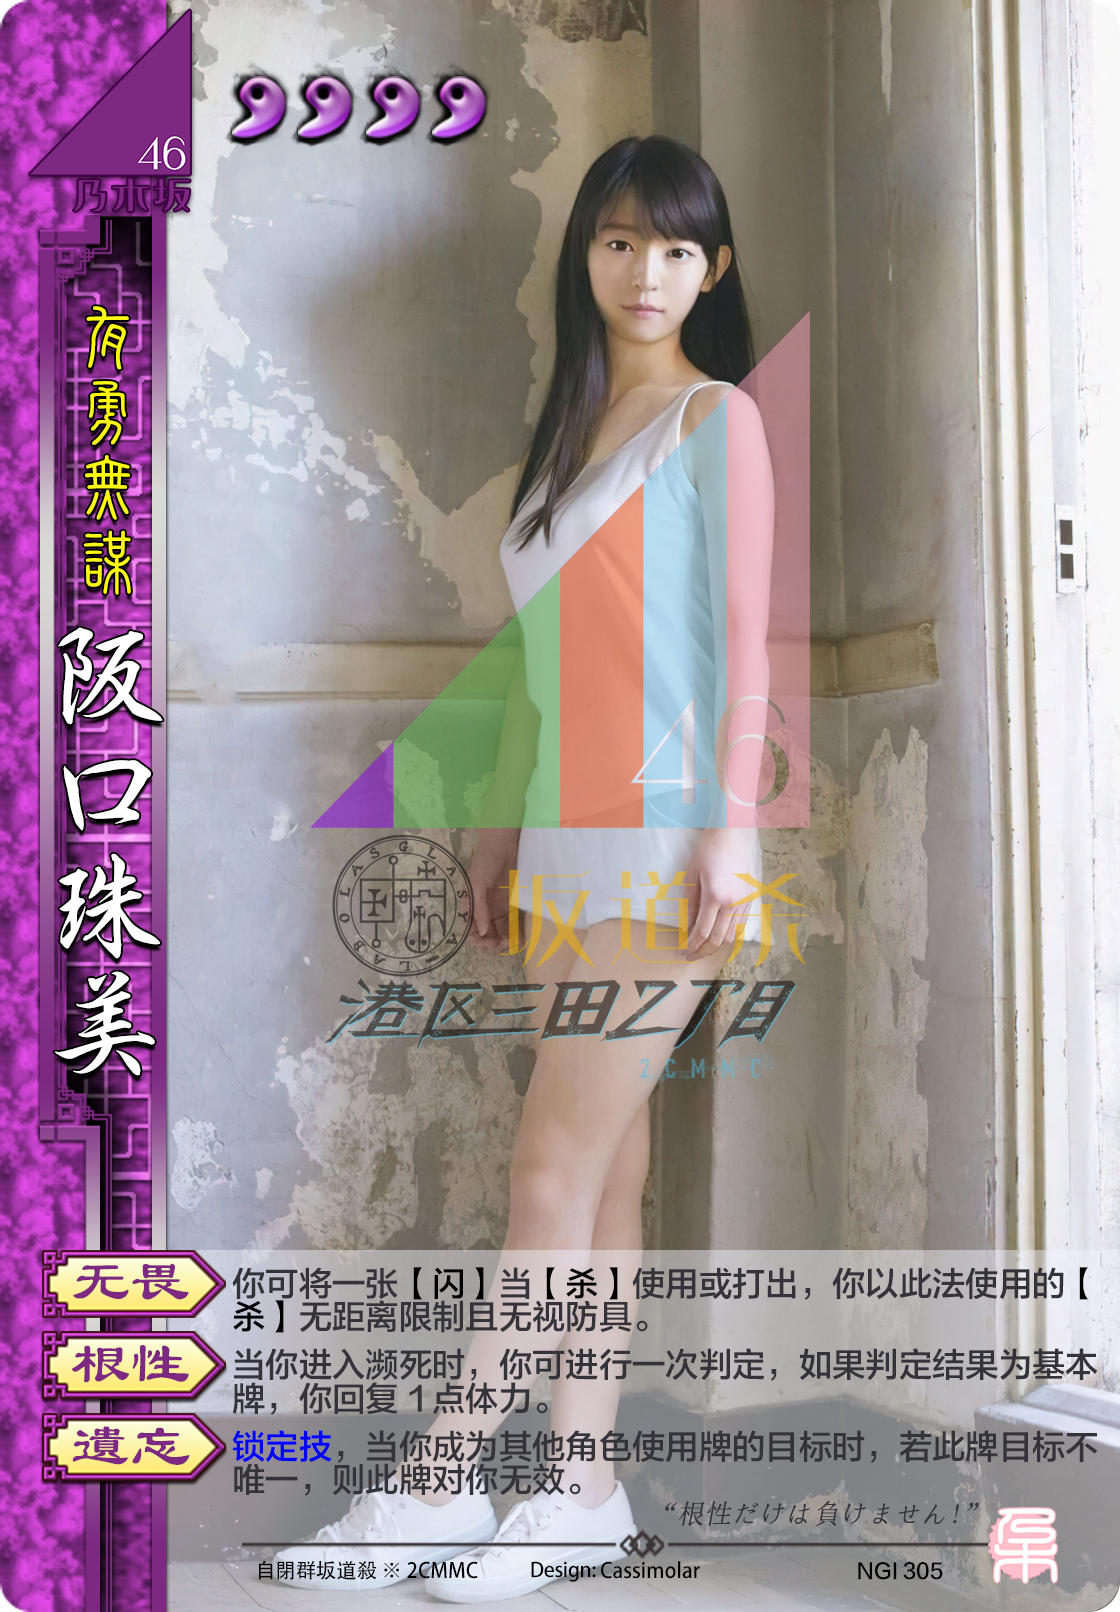 46
乃木坂
有勇無謀
阪口珠美
46
LABOLAS GLASYA
坂道杀
港区三田2丁目
2CMMC
无畏
你可将一张【闪】当【杀】使用或打出，你以此法使用的【
杀】无距离限制且无视防具。
根性
当你进入濒死时，你可进行一次判定，如果判定结果为基本
牌，你回复1点体力。
遺忘
锁定技，当你成为其他角色使用牌的目标时，若此牌目标不
唯一，则此牌对你无效。
“根性だけは負けません！”
自閉群坂道殺 ※ 2CMMC
Design: Cassimolar
NGI 305